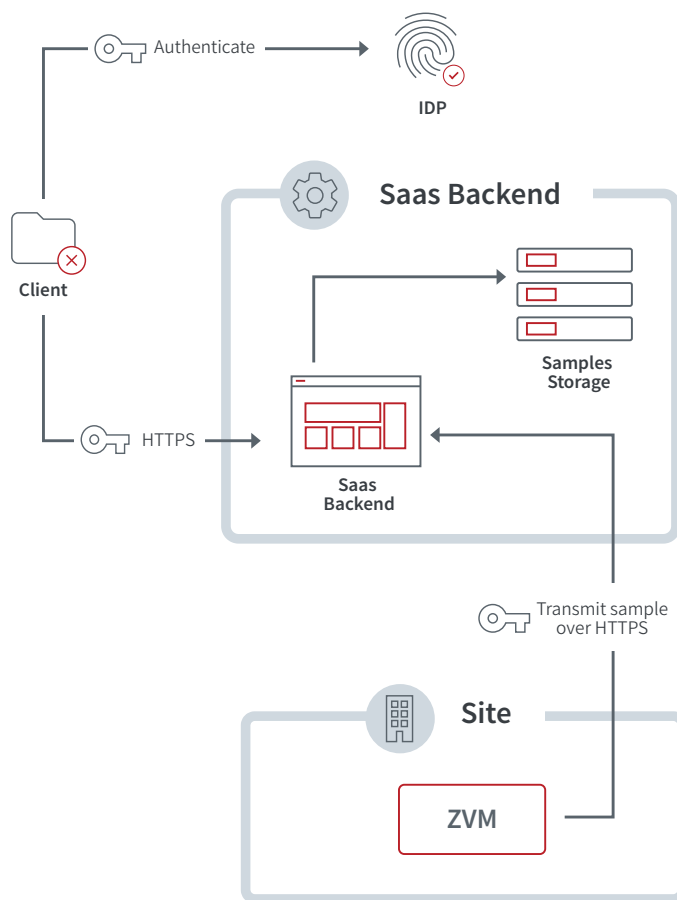 Authenticate
IDP
Saas Backend
Client
Samples
Storage
HTTPS
Saas
Backend
Transmit sample
over HTTPS
Site
ZVM